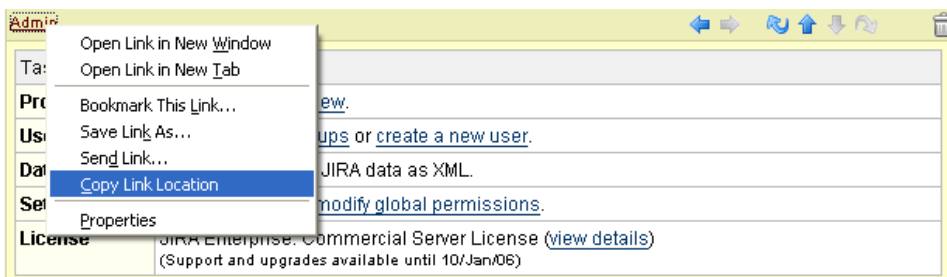 Admin
Open Link in New Window
Open Link in New Tab
Bookmark This Link...
Save Link As...
Send Link...
Copy Link Location
Properties
Tas
Pro ew.
Use ups or create a new user.
Dat JIRA data as XML.
Set modify global permissions.
License JIRA Enterprise: Commercial Server License (view details)
(Support and upgrades available until 10/Jan/06)